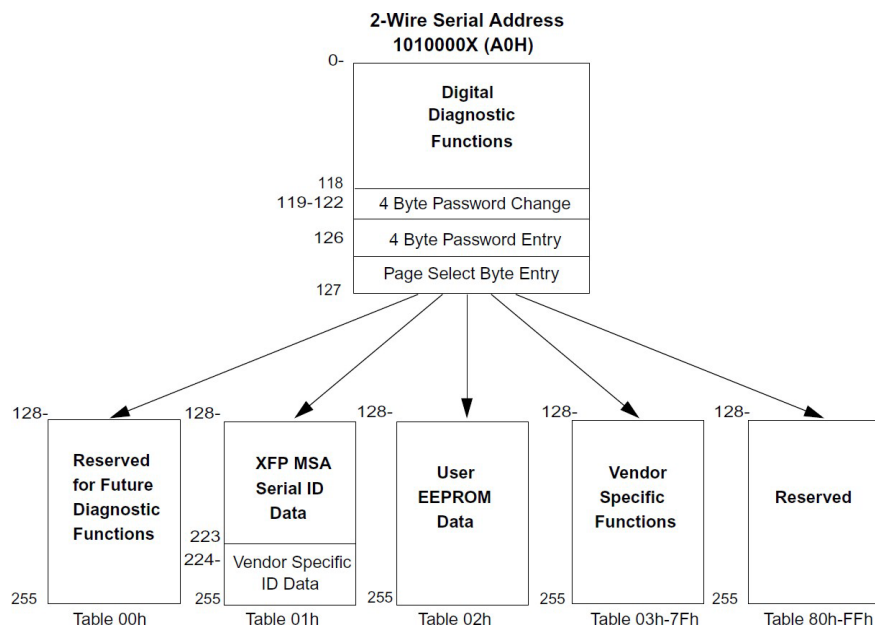 2-Wire Serial Address
1010000X (A0H)
0-
Digital
Diagnostic
Functions
118
119-122
4 Byte Password Change
126
4 Byte Password Entry
Page Select Byte Entry
127
128-
Reserved
for Future
Diagnostic
Functions
255
Table 00h
128-
XFP MSA
Serial ID
Data
223
224-
Vendor Specific
ID Data
255
Table 01h
128-
User
EEPROM
Data
255
Table 02h
128-
Vendor
Specific
Functions
255
Table 03h-7Fh
128-
Reserved
255
Table 80h-FFh